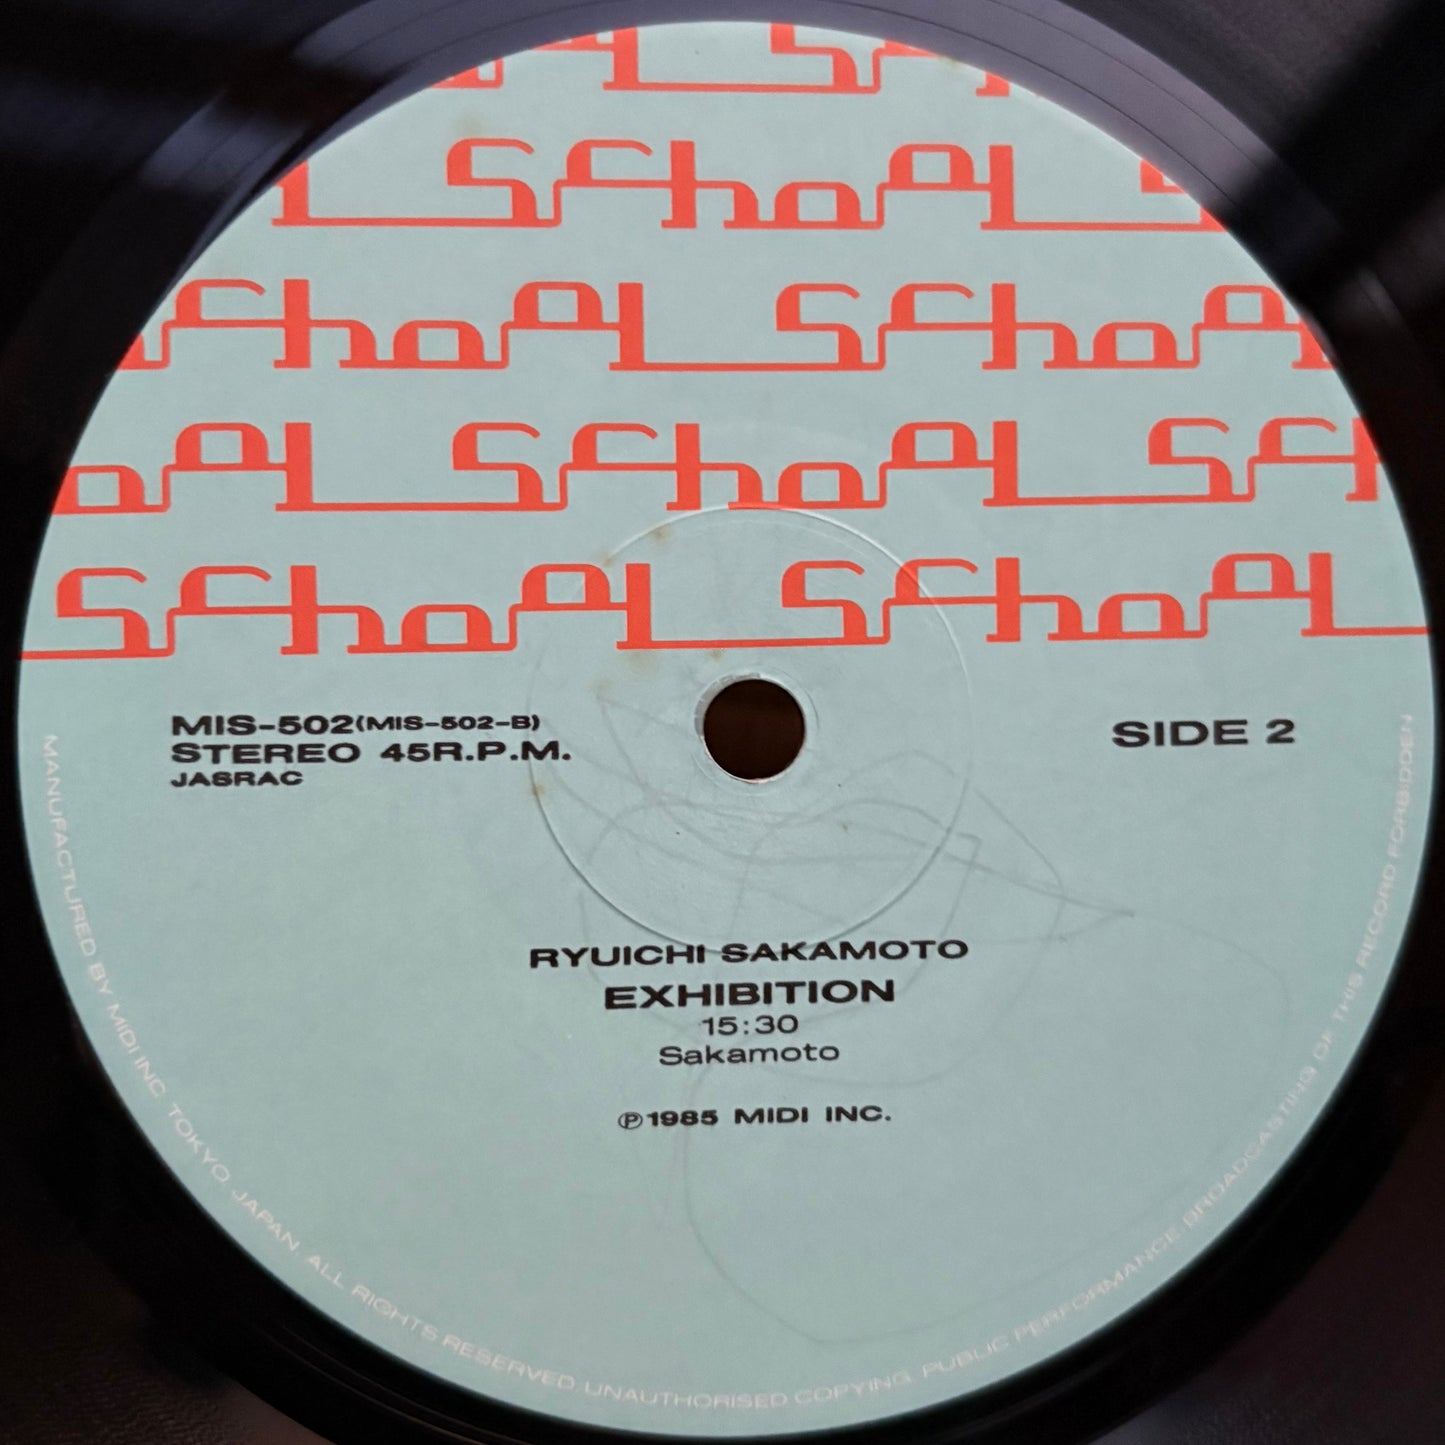 School
School School
School School
School School
MIS-502(MIS-502-B)
STEREO 45R.P.M.
JASRAC
SIDE 2
RYUICHI SAKAMOTO
EXHIBITION
15:30
Sakamoto
℗1985 MIDI INC.
MANUFACTURED BY MIDI INC. TOKYO, JAPAN. ALL RIGHTS RESERVED. UNAUTHORISED COPYING. PUBLIC PERFORMANCE. BROADCASTING OF THIS RECORD FORBIDDEN